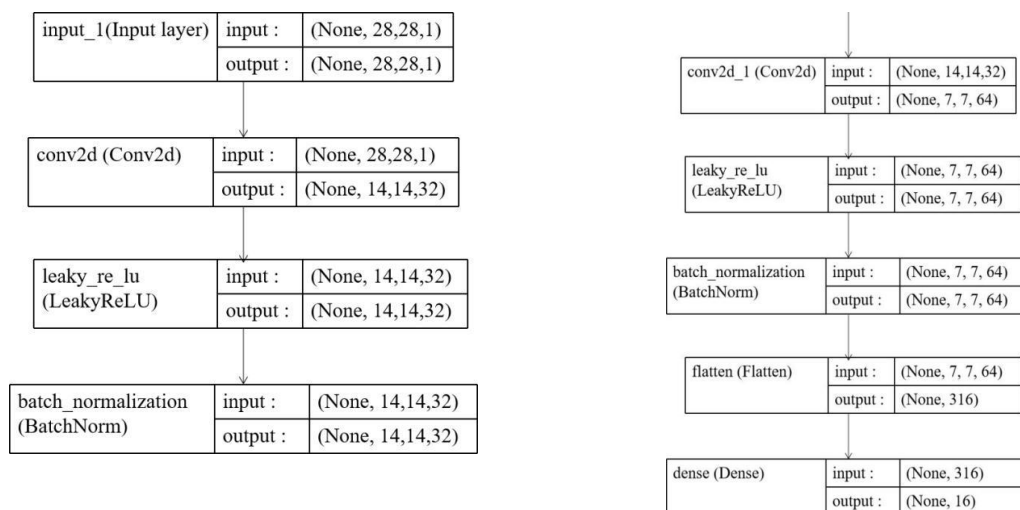 input_1(Input layer) input : (None, 28,28,1)
output : (None, 28,28,1)
conv2d (Conv2d) input : (None, 28,28,1)
output : (None, 14,14,32)
leaky_re_lu input : (None, 14,14,32)
(LeakyReLU) output : (None, 14,14,32)
batch_normalization input : (None, 14,14,32)
(BatchNorm) output : (None, 14,14,32)
conv2d_1 (Conv2d) input : (None, 14,14,32)
output : (None, 7, 7, 64)
leaky_re_lu input : (None, 7, 7, 64)
(LeakyReLU) output : (None, 7, 7, 64)
batch_normalization input : (None, 7, 7, 64)
(BatchNorm) output : (None, 7, 7, 64)
flatten (Flatten) input : (None, 7, 7, 64)
output : (None, 316)
dense (Dense) input : (None, 316)
output : (None, 16)